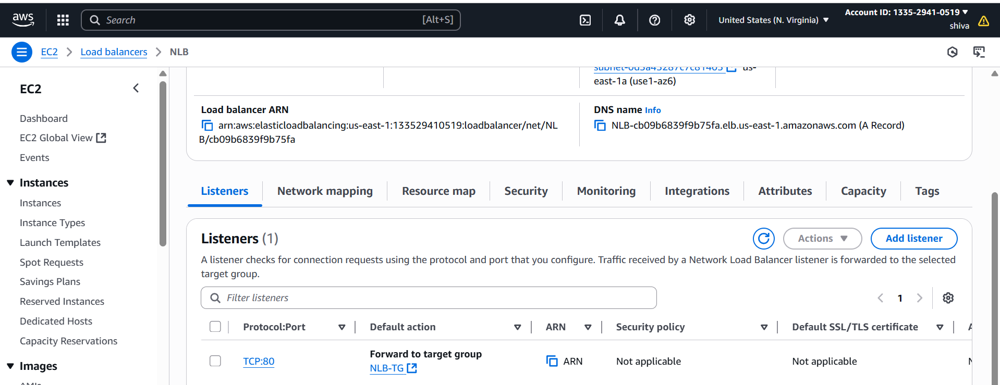 aws
Search
[Alt+S]
United States (N. Virginia)
Account ID: 1335-2941-0519
shiva
EC2
Load balancers
NLB
EC2
Dashboard
EC2 Global View
Events
Instances
Instances
Instance Types
Launch Templates
Spot Requests
Savings Plans
Reserved Instances
Dedicated Hosts
Capacity Reservations
Images
AMIs
subnet-0d3a43287c7c81403 us-
east-1a (use1-az6)
Load balancer ARN
arn:aws:elasticloadbalancing:us-east-1:133529410519:loadbalancer/net/NL
B/cb09b6839f9b75fa
DNS name Info
NLB-cb09b6839f9b75fa.elb.us-east-1.amazonaws.com (A Record)
Listeners
Network mapping
Resource map
Security
Monitoring
Integrations
Attributes
Capacity
Tags
Listeners (1)
Actions
Add listener
A listener checks for connection requests using the protocol and port that you configure. Traffic received by a Network Load Balancer listener is forwarded to the selected
target group.
Filter listeners
1
Protocol:Port
Default action
ARN
Security policy
Default SSL/TLS certificate
TCP:80
Forward to target group
NLB-TG
ARN
Not applicable
Not applicable